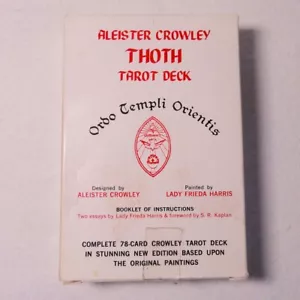 ALEISTER CROWLEY
THOTH
TAROT DECK
Ordo Templi Orientis
Designed by
ALEISTER CROWLEY
Painted by
LADY FRIEDA HARRIS
BOOKLET OF INSTRUCTIONS
Two essays by Lady Frieda Harris & foreword by S. R. Kaplan
COMPLETE 78-CARD CROWLEY TAROT DECK
IN STUNNING NEW EDITION BASED UPON
THE ORIGINAL PAINTINGS